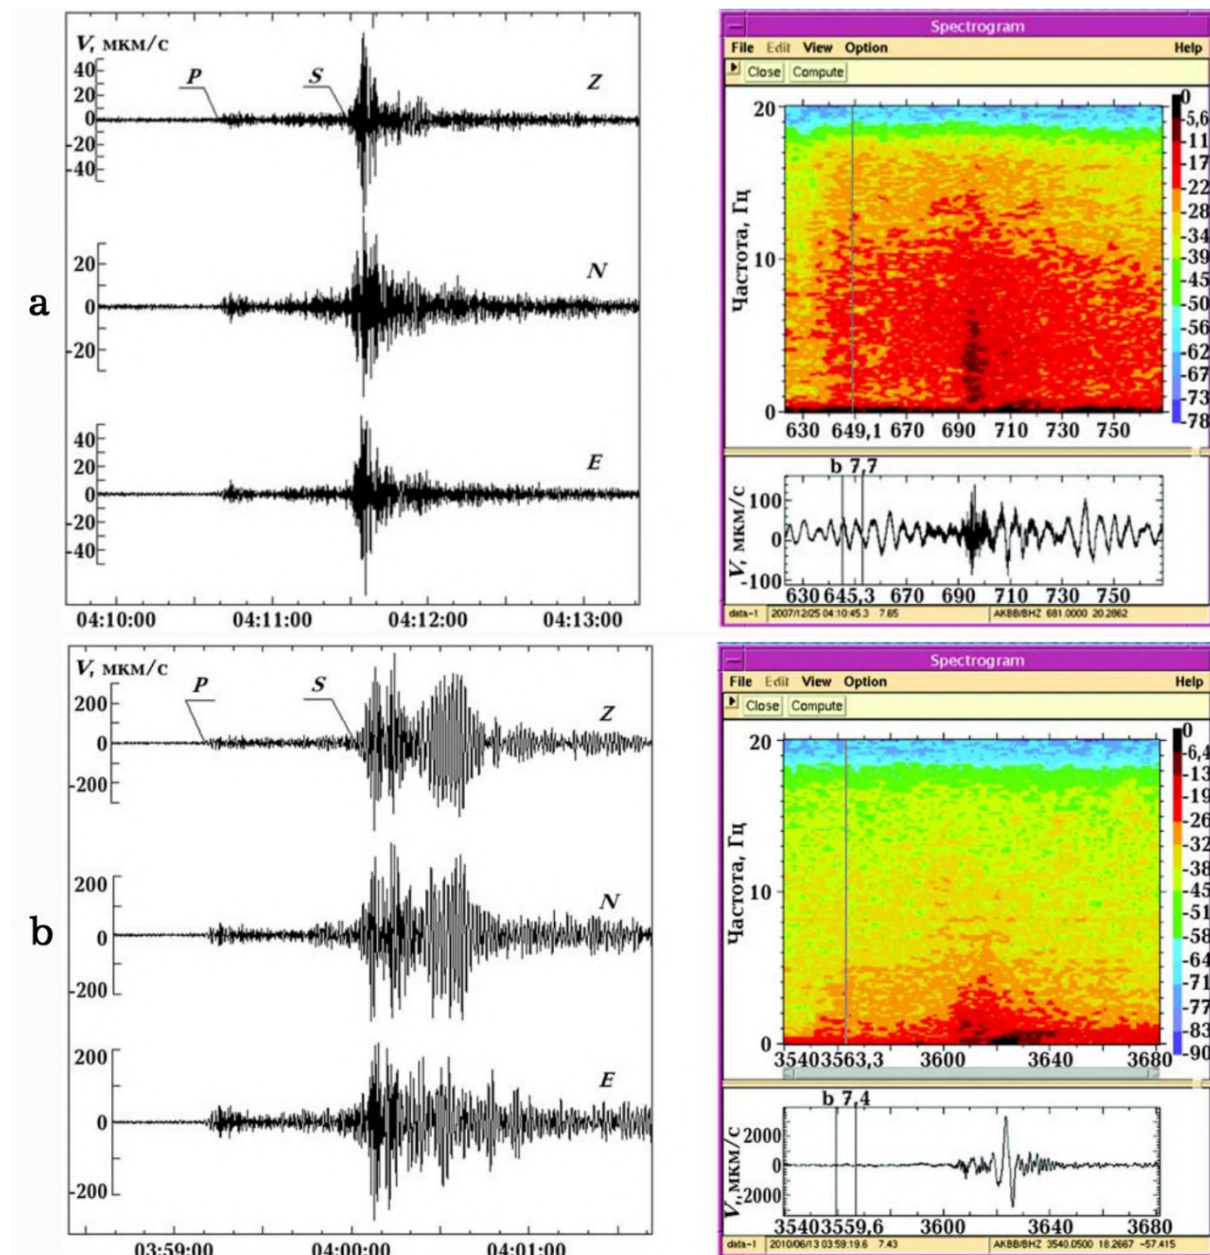 a
V, мкм/с
40
20
0
-20
-40
P
S
Z
20
0
-20
N
40
20
0
-20
-40
E
04:10:00 04:11:00 04:12:00 04:13:00
Spectrogram
File Edit View Option Help
Close Compute
Частота, Гц
20
10
0
630 649,1 670 690 710 730 750
0
-5,6
-11
-17
-22
-28
-34
-39
-45
-50
-56
-62
-67
-73
-78
b 7,7
V, мкм/с
100
0
-100
630 645,3 670 690 710 730 750
data-1 2007/12/25 04:10:45.3 7.65 AKBB/BHZ 681.0000 20.2862
b
V, мкм/с
200
0
-200
P
S
Z
200
0
-200
N
200
0
-200
E
03:59:00 04:00:00 04:01:00
Spectrogram
File Edit View Option Help
Close Compute
Частота, Гц
20
10
0
3540 3563,3 3600 3640 3680
0
-6,4
-13
-19
-26
-32
-38
-45
-51
-58
-64
-71
-77
-83
-90
b 7,4
V, мкм/с
2000
0
-2000
3540 3559,6 3600 3640 3680
data-1 2010/06/13 03:59:19.6 7.43 AKBB/BHZ 3540.0500 18.2667 -57.415